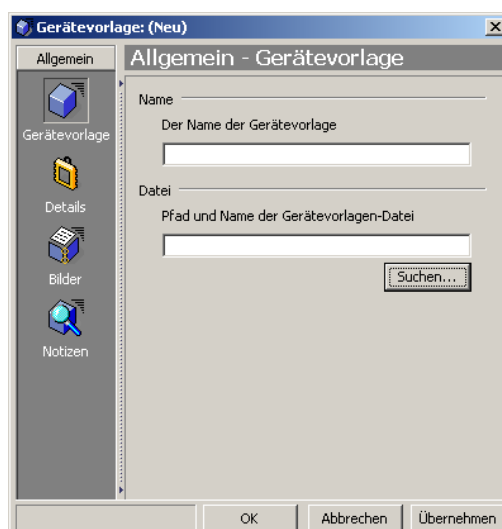 Gerätevorlage: (Neu)
Allgemein
Gerätevorlage
Details
Bilder
Notizen
Allgemein - Gerätevorlage
Name
Der Name der Gerätevorlage
Datei
Pfad und Name der Gerätevorlagen-Datei
Suchen...
OK
Abbrechen
Übernehmen